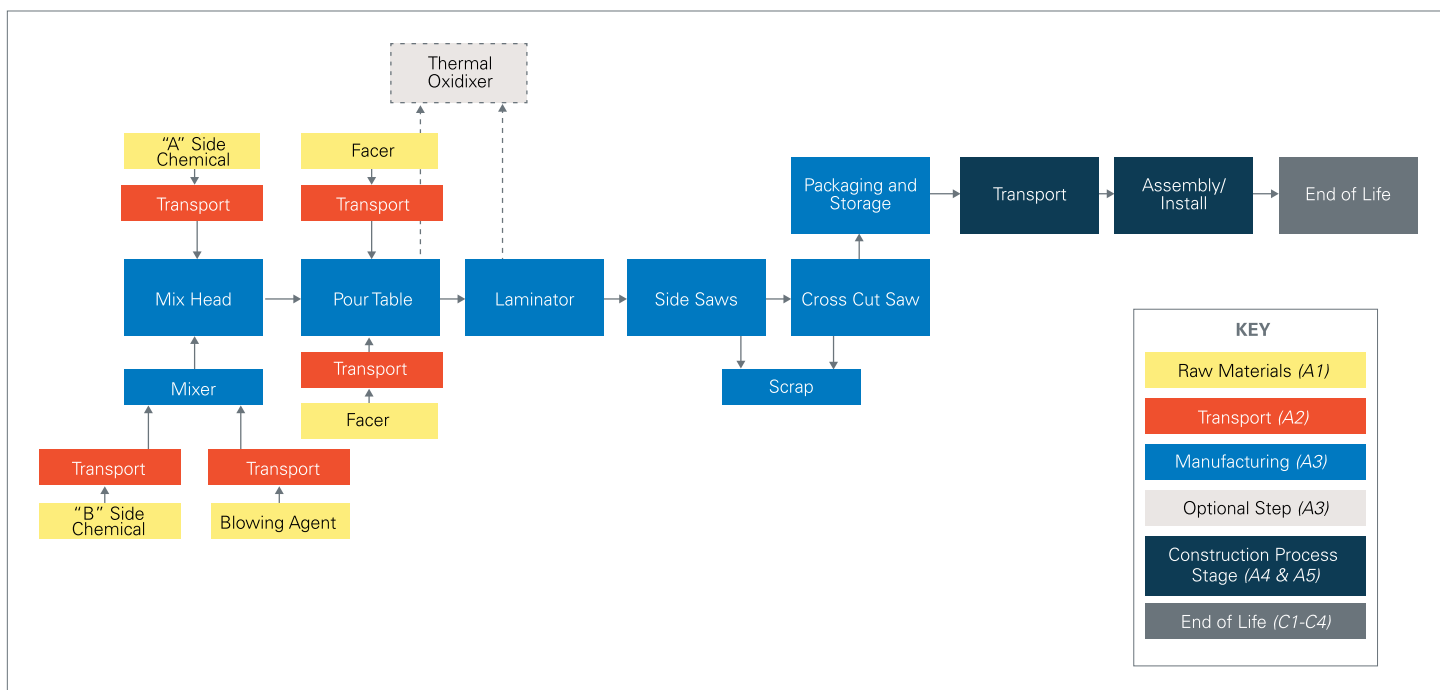 Thermal
Oxidixer
"A" Side
Chemical
Facer
Transport
Transport
Packaging and
Storage
Transport
Assembly/
Install
End of Life
Mix Head
Pour Table
Laminator
Side Saws
Cross Cut Saw
Transport
Mixer
Scrap
Facer
Transport
Transport
"B" Side
Chemical
Blowing Agent
KEY
Raw Materials (A1)
Transport (A2)
Manufacturing (A3)
Optional Step (A3)
Construction Process
Stage (A4 & A5)
End of Life (C1-C4)